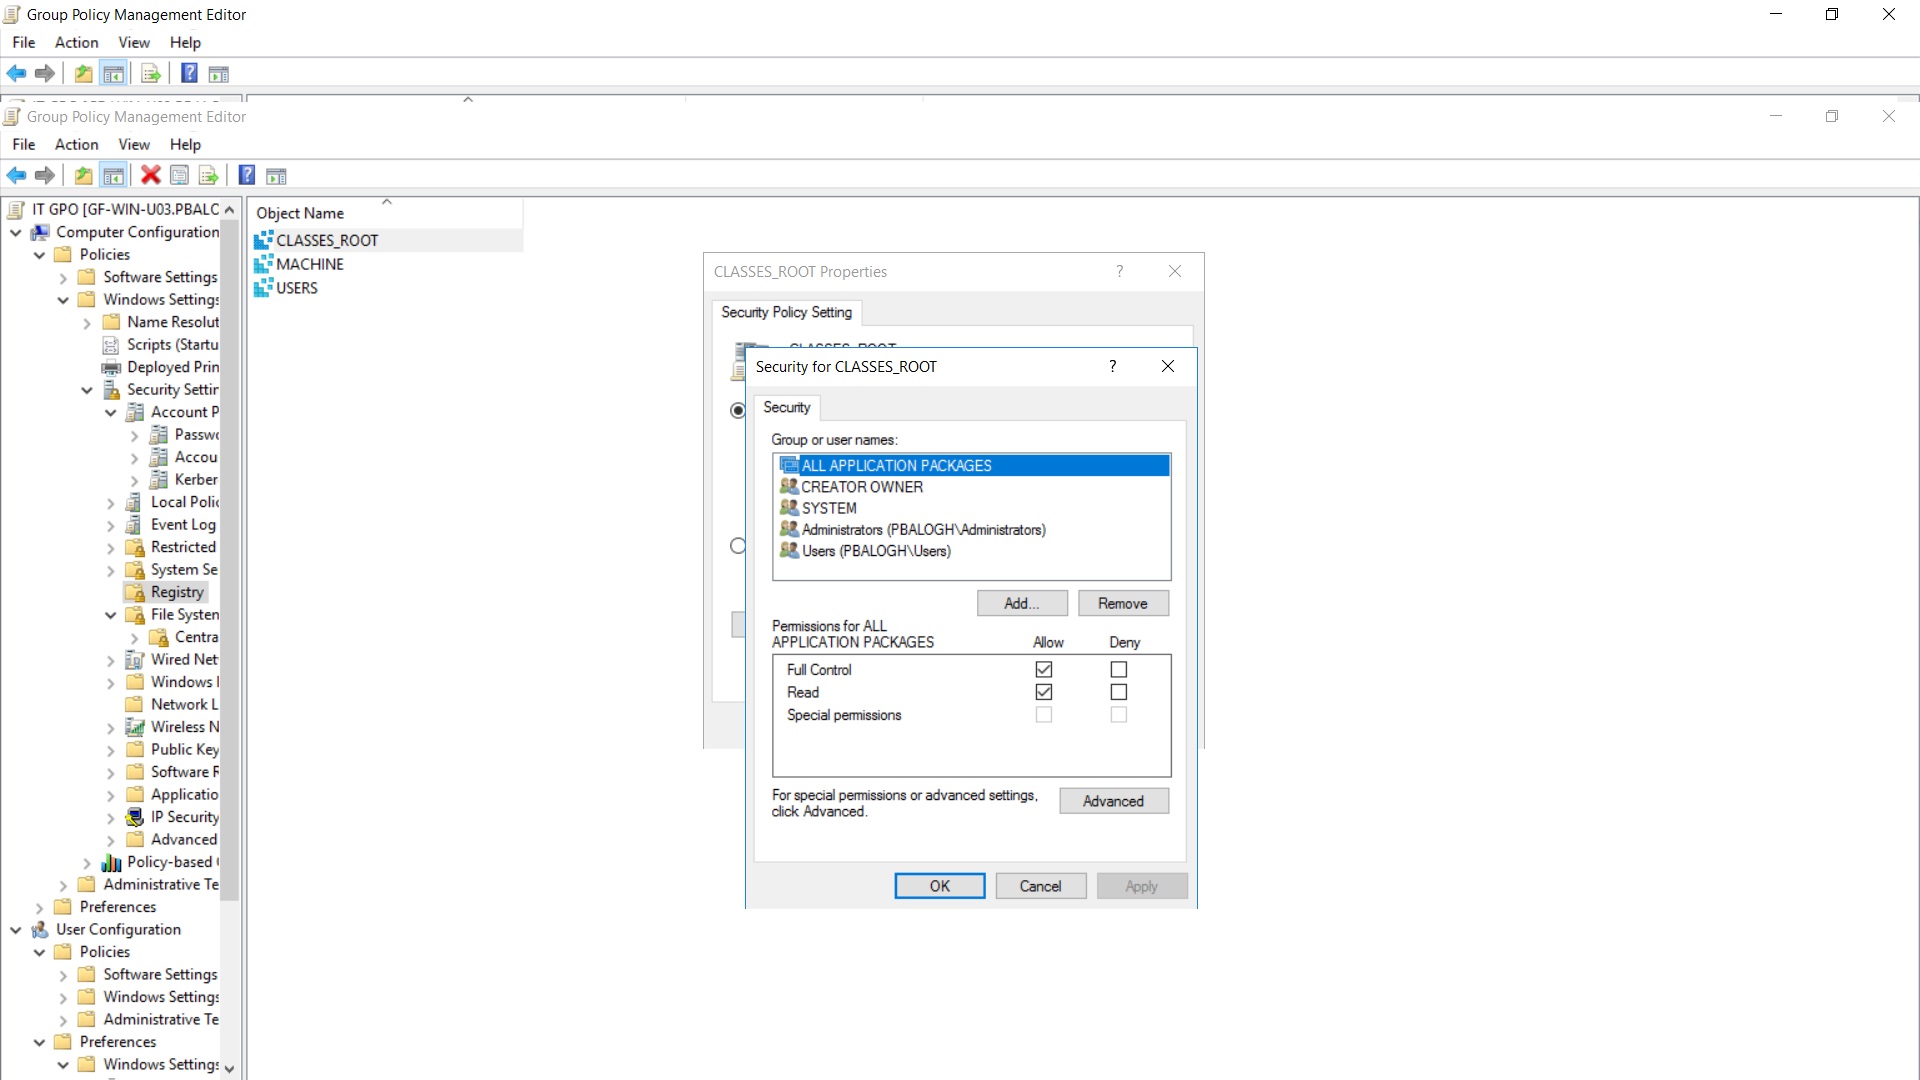 Group Policy Management Editor
File Action View Help
Group Policy Management Editor
File Action View Help
IT GPO [GF-WIN-U03.PBALO
Computer Configuration
Policies
Software Settings
Windows Settings
Name Resolut
Scripts (Startu
Deployed Prin
Security Settin
Account P
Passwo
Accou
Kerber
Local Polic
Event Log
Restricted
System Se
Registry
File System
Centra
Wired Net
Windows
Network L
Wireless N
Public Key
Software R
Applicatio
IP Security
Advanced
Policy-based
Administrative Te
Preferences
User Configuration
Policies
Software Settings
Windows Settings
Administrative Te
Preferences
Windows Settings
Object Name
CLASSES_ROOT
MACHINE
USERS
CLASSES_ROOT Properties
?
Security Policy Setting
CLASSES_ROOT
Security for CLASSES_ROOT
?
Security
Group or user names:
ALL APPLICATION PACKAGES
CREATOR OWNER
SYSTEM
Administrators (PBALOGH\Administrators)
Users (PBALOGH\Users)
Add... Remove
Permissions for ALL
APPLICATION PACKAGES Allow Deny
Full Control
Read
Special permissions
For special permissions or advanced settings,
click Advanced.
Advanced
OK Cancel Apply